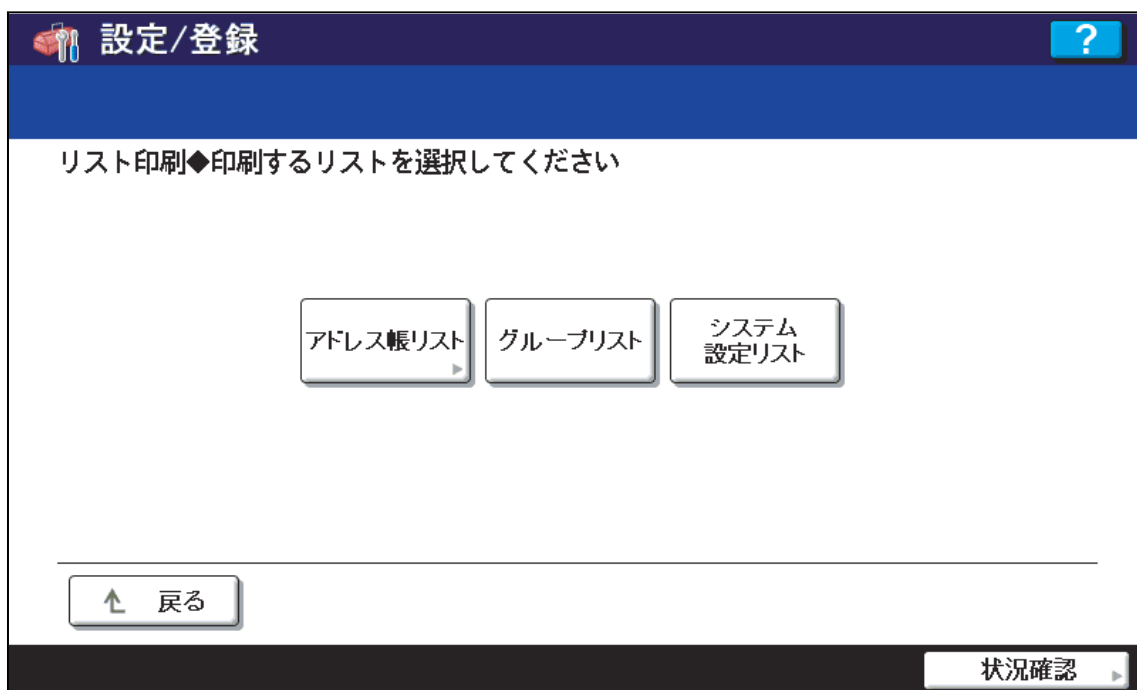 設定/登録
?
リスト印刷◆印刷するリストを選択してください
アドレス帳リスト
グループリスト
システム
設定リスト
戻る
状況確認